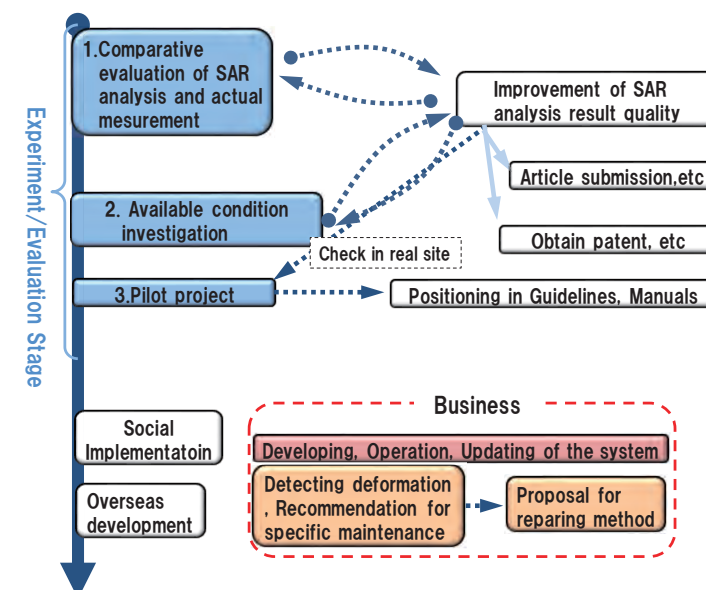 1.Comparative
evaluation of SAR
analysis and actual
mesurement
Improvement of SAR
analysis result quality
Article submission,etc
Obtain patent, etc
Experiment/Evaluation Stage
2. Available condition
investigation
Check in real site
3.Pilot project
Positioning in Guidelines, Manuals
Social
Implementatoin
Overseas
development
Business
Developing, Operation, Updating of the system
Detecting deformation
, Recommendation for
specific maintenance
Proposal for
reparing method